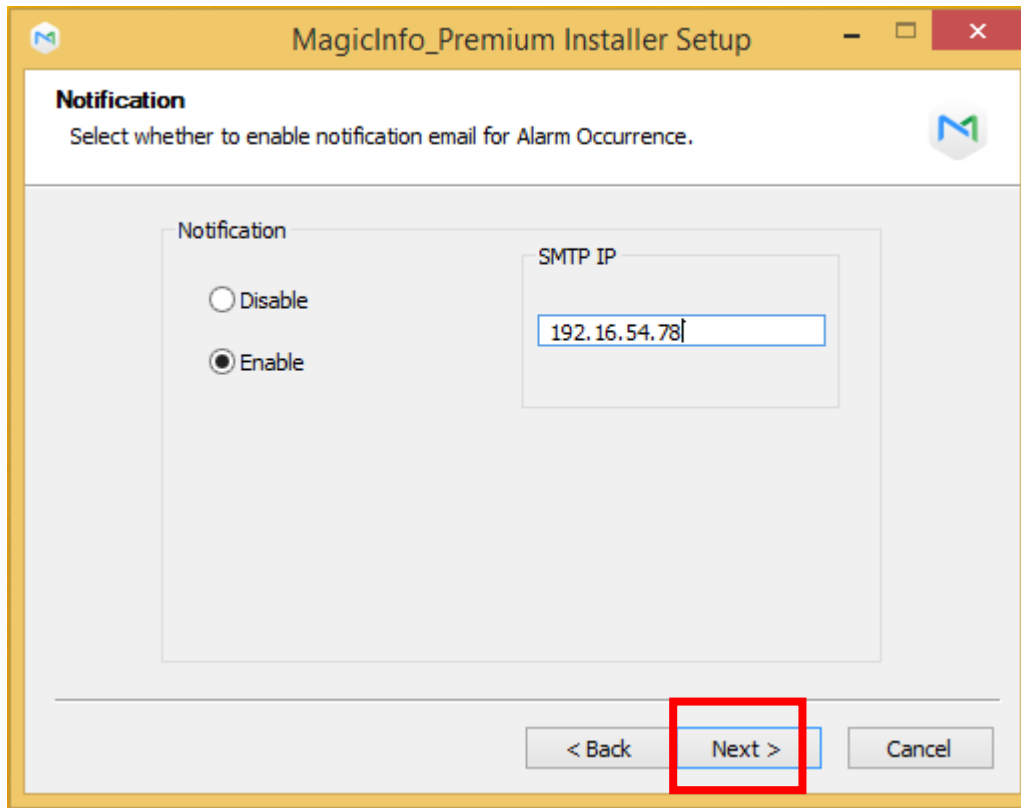 MagicInfo_Premium Installer Setup
Notification
Select whether to enable notification email for Alarm Occurrence.
Notification
SMTP IP
Disable
192.16.54.78
Enable
< Back Next > Cancel